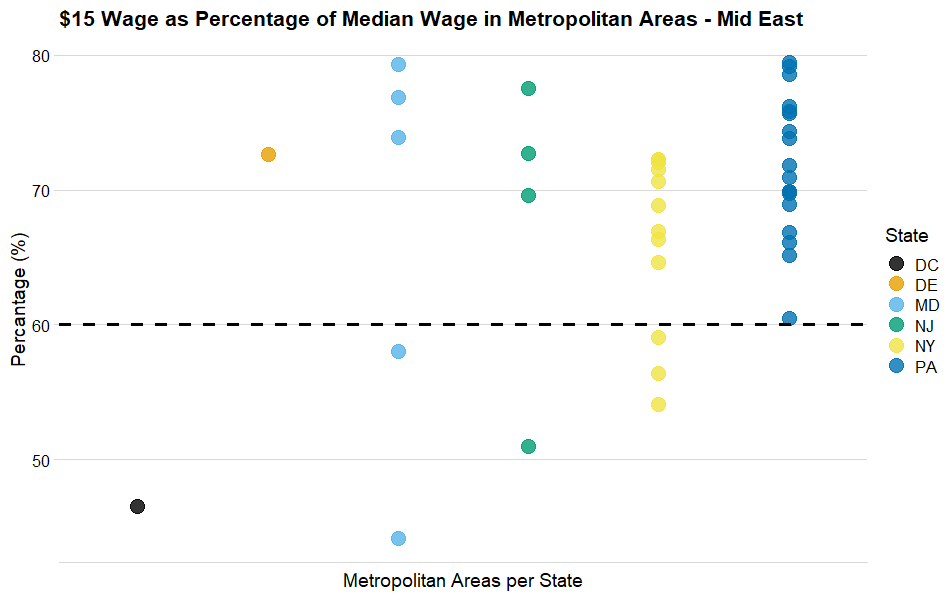 $15 Wage as Percentage of Median Wage in Metropolitan Areas - Mid East
80
70
60
50
Percentage (%)
Metropolitan Areas per State
State
DC
DE
MD
NJ
NY
PA